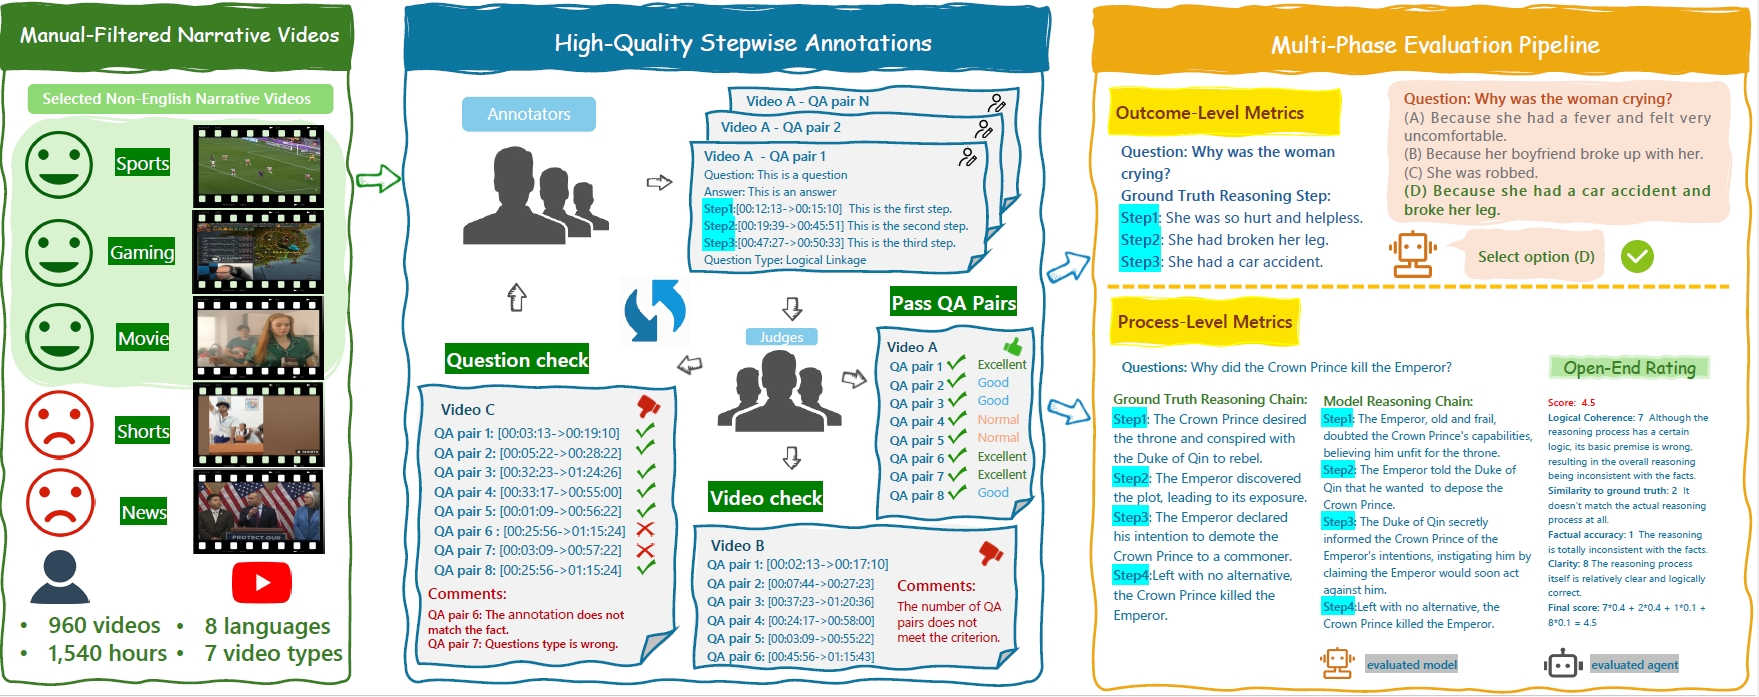 Manual-Filtered Narrative Videos
Selected Non-English Narrative Videos
Sports
Gaming
Movie
Shorts
News
PROTECT OUR
• 960 videos • 8 languages
• 1,540 hours • 7 video types
High-Quality Stepwise Annotations
Annotators
Video A - QA pair N
Video A - QA pair 2
Video A - QA pair 1
Question: This is a question
Answer: This is an answer
Step1:[00:12:13->00:15:10] This is the first step.
Step2:[00:19:39->00:45:51] This is the second step.
Step3:[00:47:27->00:50:33] This is the third step.
Question Type: Logical Linkage
Judges
Question check
Video C
QA pair 1: [00:03:13->00:19:10]
QA pair 2: [00:05:22->00:28:22]
QA pair 3: [00:32:23->01:24:26]
QA pair 4: [00:33:17->00:55:00]
QA pair 5: [00:01:09->00:56:22]
QA pair 6 : [00:25:56->01:15:24]
QA pair 7: [00:03:09->00:57:22]
QA pair 8: [00:25:56->01:15:24]
Comments:
QA pair 6: The annotation does not
match the fact.
QA pair 7: Questions type is wrong.
Video check
Video B
QA pair 1: [00:02:13->00:17:10]
QA pair 2: [00:07:44->00:27:23]
QA pair 3: [00:37:23->01:20:36]
QA pair 4: [00:24:17->00:58:00]
QA pair 5: [00:03:09->00:55:22]
QA pair 6: [00:45:56->01:15:43]
Comments:
The number of QA
pairs does not
meet the criterion.
Pass QA Pairs
Video A
QA pair 1 Excellent
QA pair 2 Good
QA pair 3 Good
QA pair 4 Normal
QA pair 5 Normal
QA pair 6 Excellent
QA pair 7 Excellent
QA pair 8 Good
Multi-Phase Evaluation Pipeline
Outcome-Level Metrics
Question: Why was the woman
crying?
Ground Truth Reasoning Step:
Step1: She was so hurt and helpless.
Step2: She had broken her leg.
Step3: She had a car accident.
Question: Why was the woman crying?
(A) Because she had a fever and felt very
uncomfortable.
(B) Because her boyfriend broke up with her.
(C) She was robbed.
(D) Because she had a car accident and
broke her leg.
Select option (D)
Process-Level Metrics
Questions: Why did the Crown Prince kill the Emperor?
Ground Truth Reasoning Chain:
Step1: The Crown Prince desired
the throne and conspired with
the Duke of Qin to rebel.
Step2: The Emperor discovered
the plot, leading to its exposure.
Step3: The Emperor declared
his intention to demote the
Crown Prince to a commoner.
Step4:Left with no alternative,
the Crown Prince killed the
Emperor.
Model Reasoning Chain:
Step1: The Emperor, old and frail,
doubted the Crown Prince's capabilities,
believing him unfit for the throne.
Step2: The Emperor told the Duke of
Qin that he wanted to depose the
Crown Prince.
Step3: The Duke of Qin secretly
informed the Crown Prince of the
Emperor's intentions, instigating him by
claiming the Emperor would soon act
against him.
Step4:Left with no alternative, the
Crown Prince killed the Emperor.
Open-End Rating
Score: 4.5
Logical Coherence: 7 Although the
reasoning process has a certain
logic, its basic premise is wrong,
resulting in the overall reasoning
being inconsistent with the facts.
Similarity to ground truth: 2 It
doesn't match the actual reasoning
process at all.
Factual accuracy: 1 The reasoning
is totally inconsistent with the facts.
Clarity: 8 The reasoning process
itself is relatively clear and logically
correct.
Final score: 7*0.4 + 2*0.4 + 1*0.1 +
8*0.1 = 4.5
evaluated model
evaluated agent